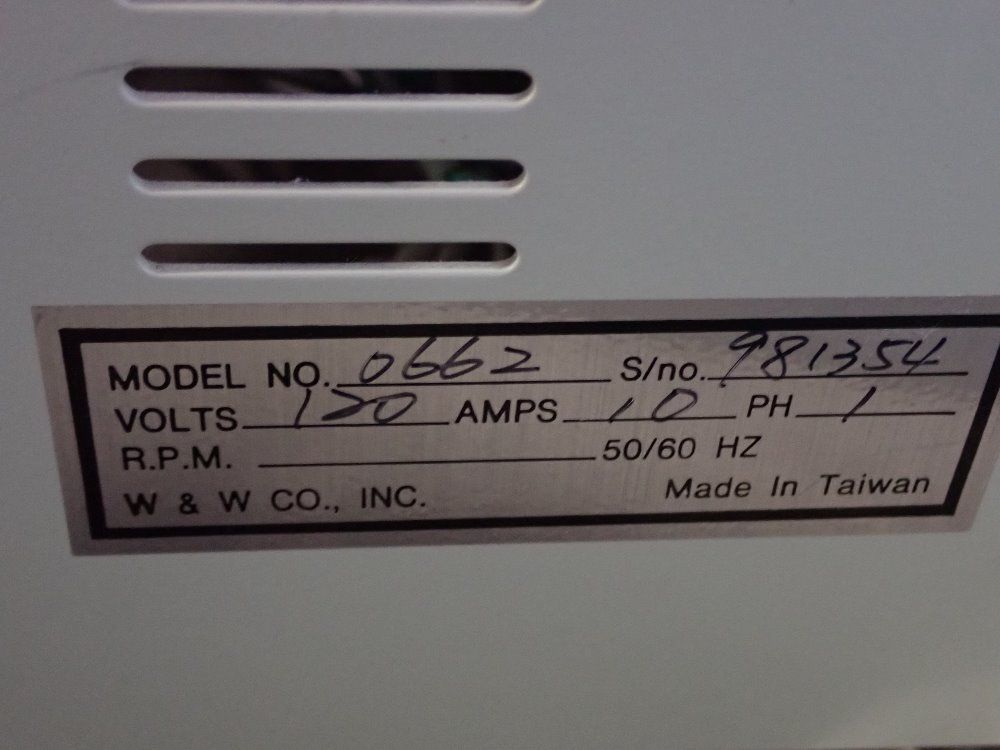 MODEL NO. 0662 S/no. 981354
VOLTS 120 AMPS 10 PH 1
R.P.M. 50/60 HZ
W & W CO., INC. Made In Taiwan